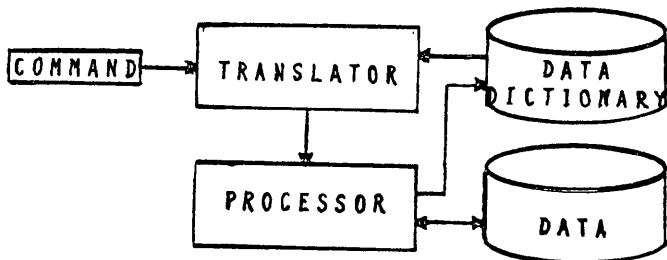 COMMAND
TRANSLATOR
DATA
DICTIONARY
PROCESSOR
DATA